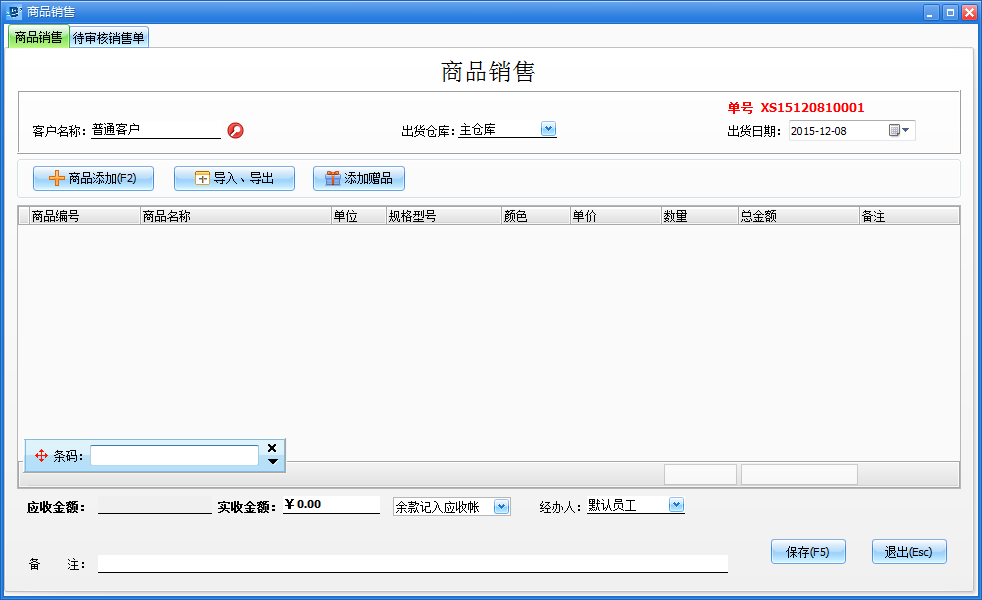 商品销售
商品销售 待审核销售单
商品销售
单号 XS15120810001
客户名称: 普通客户 出货仓库: 主仓库 出货日期: 2015-12-08
商品添加(F2) 导入、导出 添加赠品
商品编号 商品名称 单位 规格型号 颜色 单价 数量 总金额 备注
条码:
应收金额: 实收金额: ¥ 0.00 余款记入应收帐 经办人: 默认员工
保存(F5) 退出(Esc)
备 注: